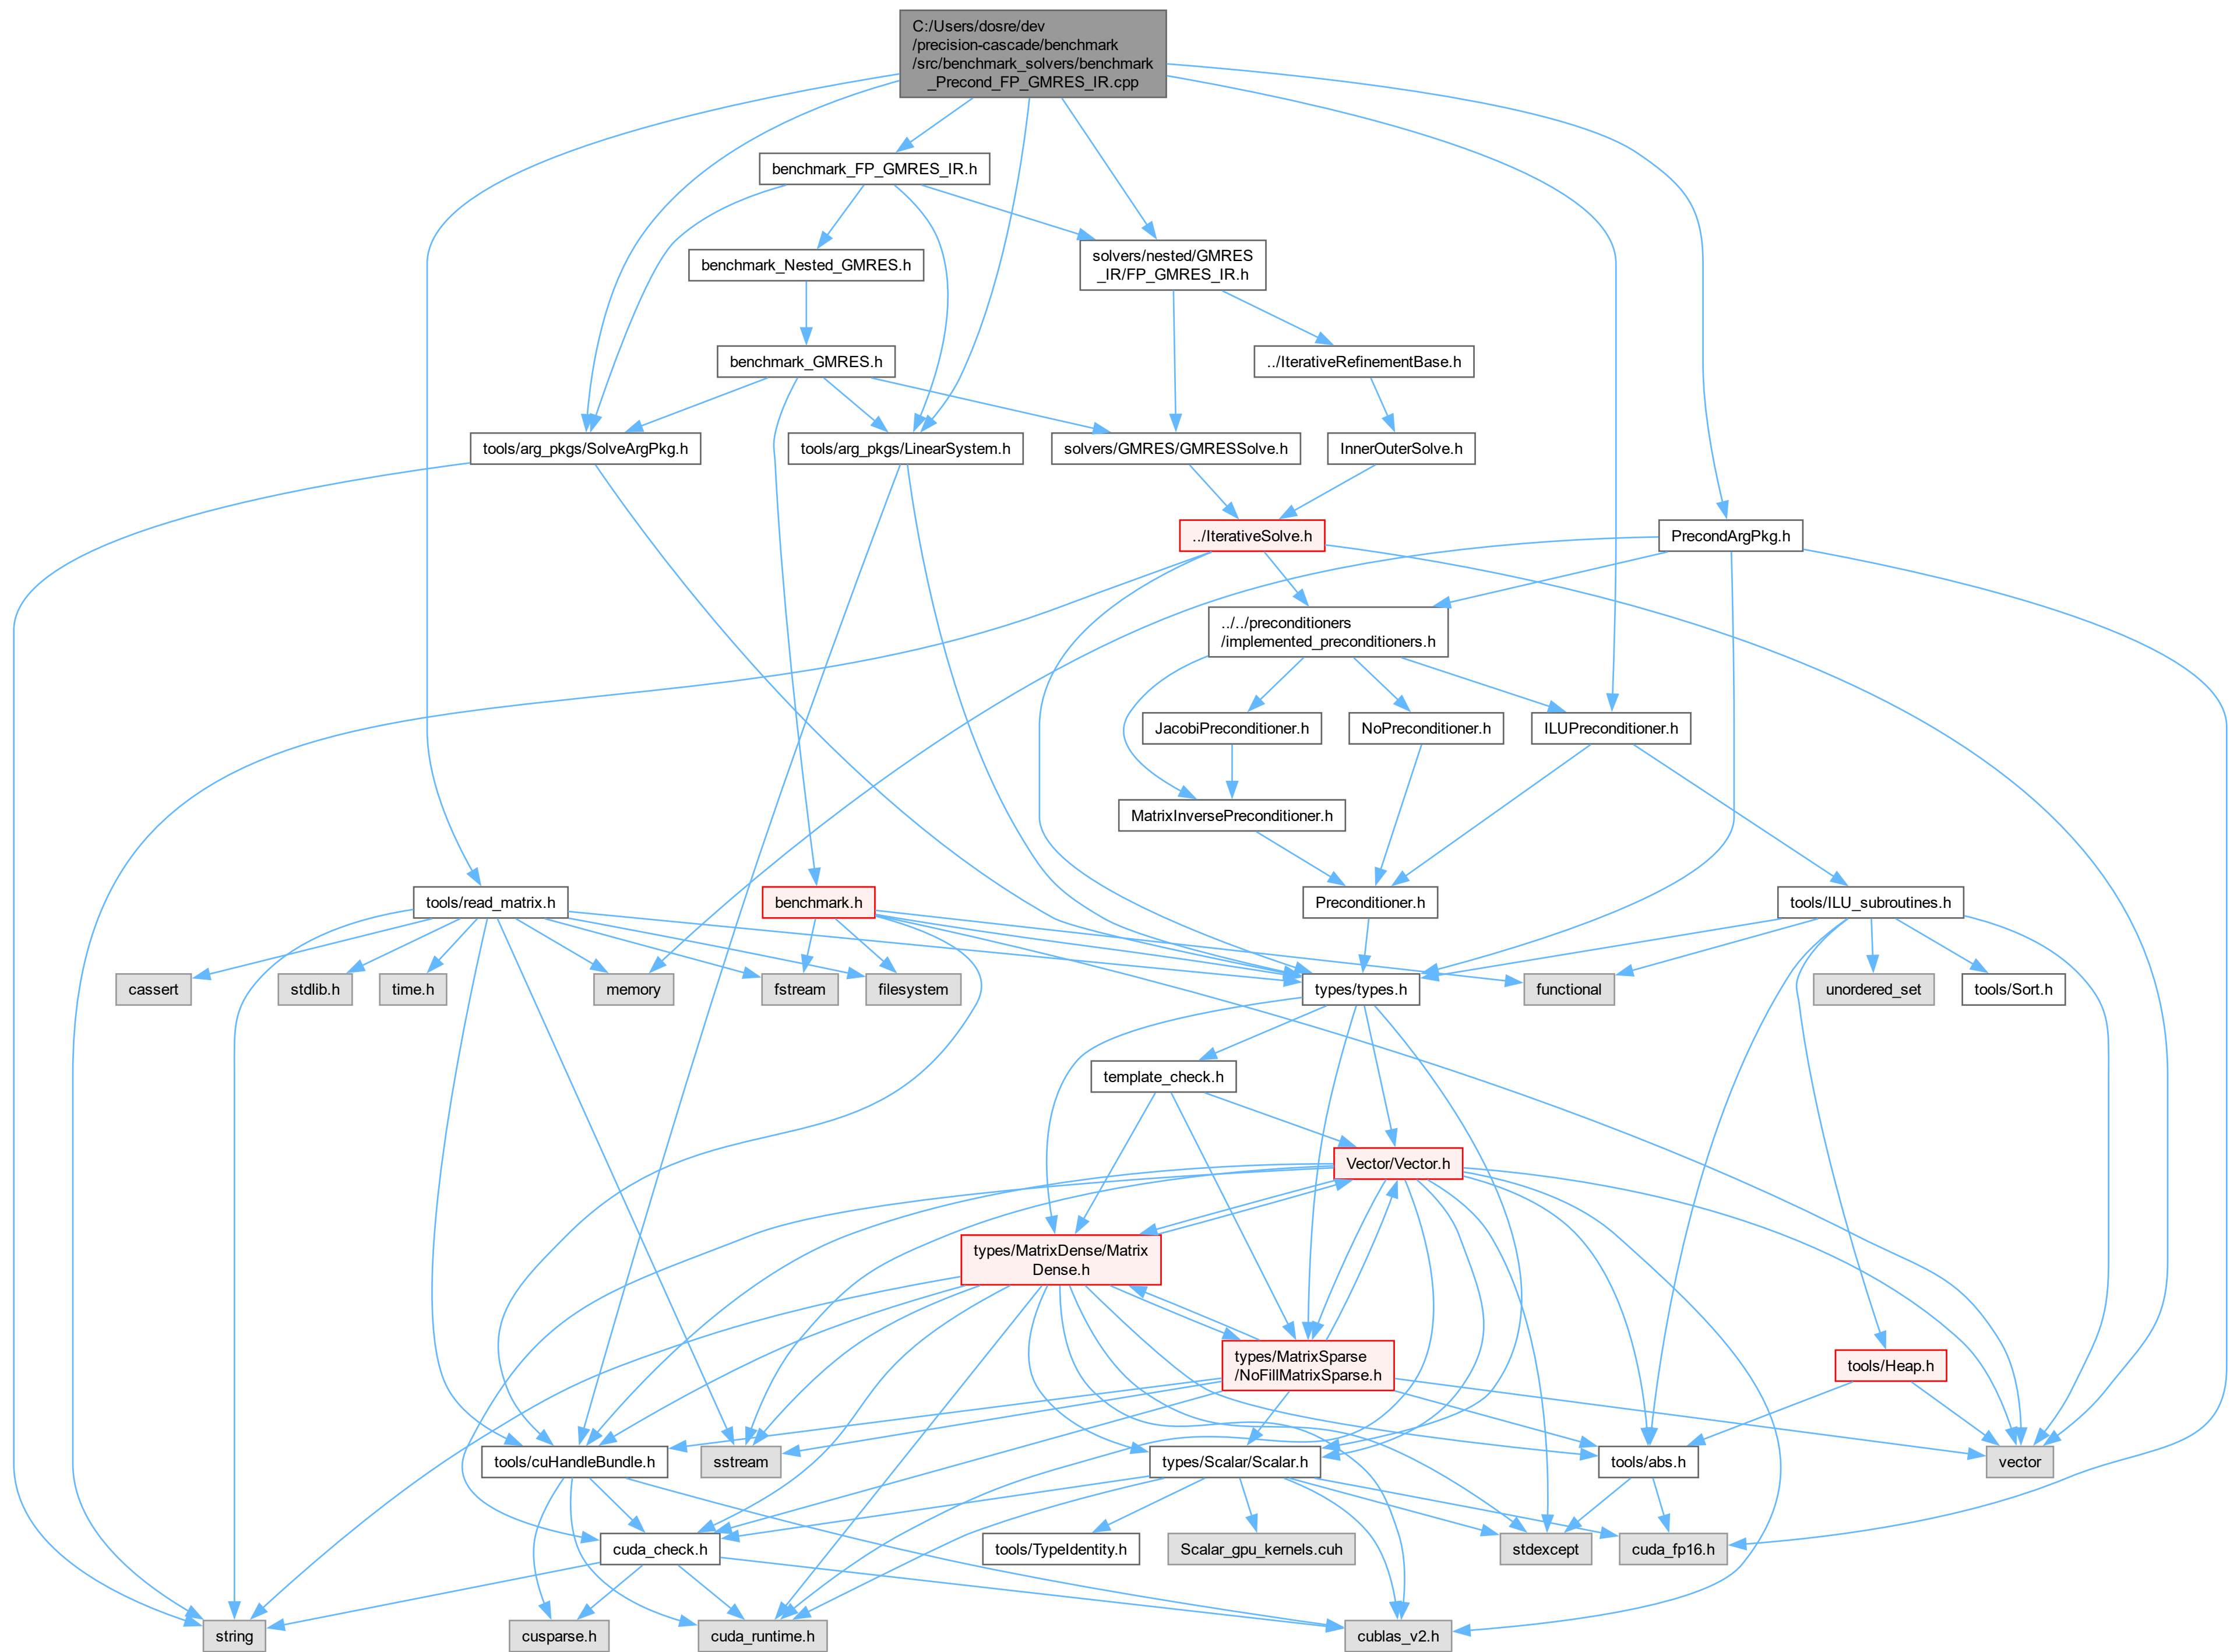 C:/Users/dosre/dev
/precision-cascade/benchmark
/src/benchmark_solvers/benchmark
_Precond_FP_GMRES_IR.cpp
benchmark_FP_GMRES_IR.h
benchmark_Nested_GMRES.h
solvers/nested/GMRES
_IR/FP_GMRES_IR.h
benchmark_GMRES.h
../IterativeRefinementBase.h
tools/arg_pkgs/SolveArgPkg.h
tools/arg_pkgs/LinearSystem.h
solvers/GMRES/GMRESSolve.h
InnerOuterSolve.h
../IterativeSolve.h
PrecondArgPkg.h
../../preconditioners
/implemented_preconditioners.h
JacobiPreconditioner.h
NoPreconditioner.h
ILUPreconditioner.h
MatrixInversePreconditioner.h
tools/read_matrix.h
benchmark.h
Preconditioner.h
tools/ILU_subroutines.h
cassert
stdlib.h
time.h
memory
fstream
filesystem
types/types.h
functional
unordered_set
tools/Sort.h
template_check.h
Vector/Vector.h
types/MatrixDense/Matrix
Dense.h
types/MatrixSparse
/NoFillMatrixSparse.h
tools/Heap.h
tools/cuHandleBundle.h
sstream
types/Scalar/Scalar.h
tools/abs.h
vector
cuda_check.h
tools/TypeIdentity.h
Scalar_gpu_kernels.cuh
stdexcept
cuda_fp16.h
string
cusparse.h
cuda_runtime.h
cublas_v2.h